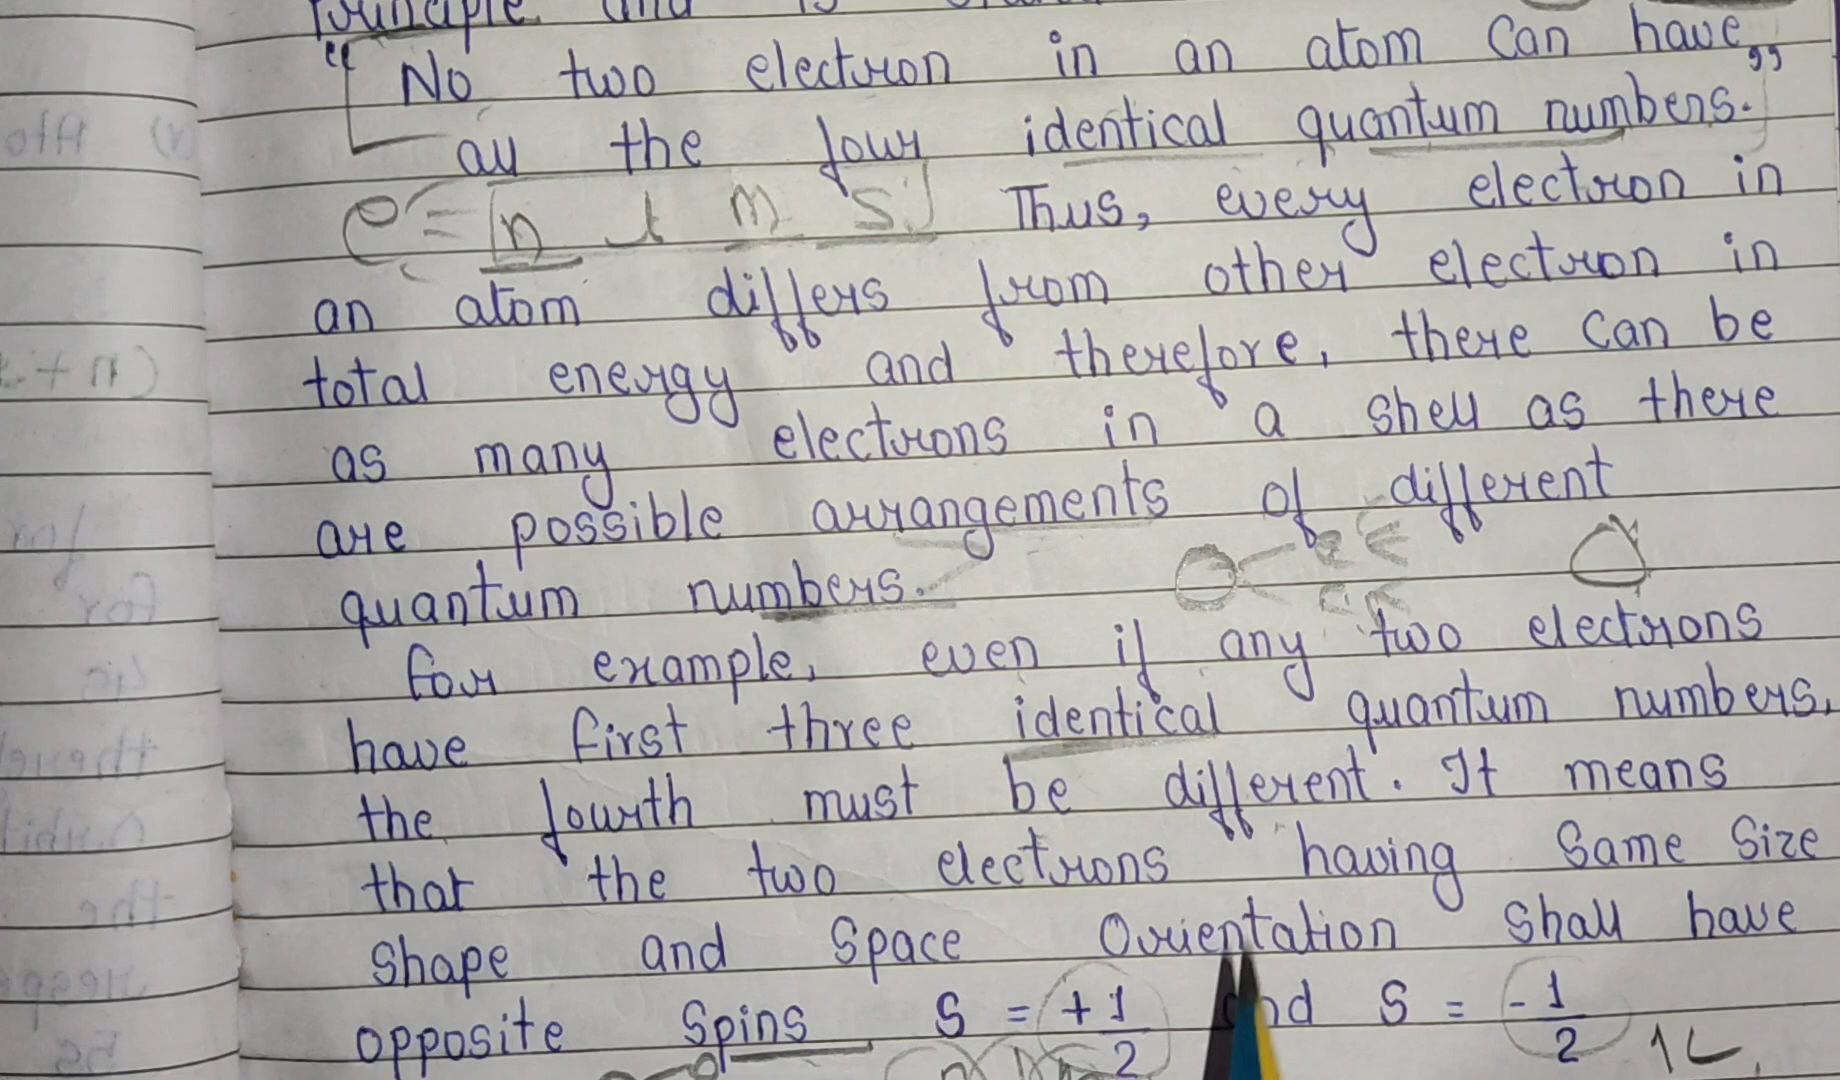 and is
“No two electron in an atom Can have
all the four identical quantum numbers.”
e = [n l m s] Thus, every electron in
an atom differs from other electron in
total energy and therefore, there Can be
as many electrons in a shell as there
are possible arrangements of different
quantum numbers.
For example, even if any two electrons
have first three identical quantum numbers,
the fourth must be different. It means
that the two electrons having Same Size
shape and Space Orientation Shall have
opposite Spins S = +1/2 and S = -1/2